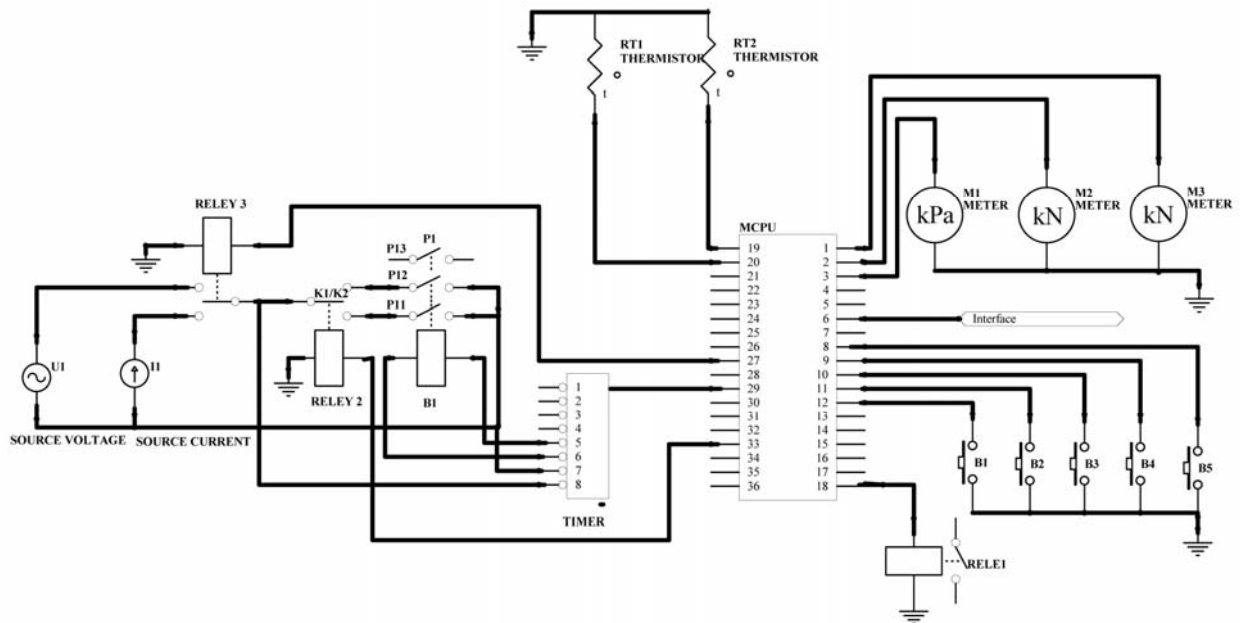 RT1
THERMISTOR
t
RT2
THERMISTOR
t
M1
METER
kPa
M2
METER
kN
M3
METER
kN
RELEY 3
P1
P13
P12
P11
K1/K2
RELEY 2
B1
U1
I1
SOURCE VOLTAGE
SOURCE CURRENT
1
2
3
4
5
6
7
8
TIMER
MCPU
19
20
21
22
23
24
25
26
27
28
29
30
31
32
33
34
35
36
1
2
3
4
5
6
7
8
9
10
11
12
13
14
15
16
17
18
Interface
B1
B2
B3
B4
B5
RELE1